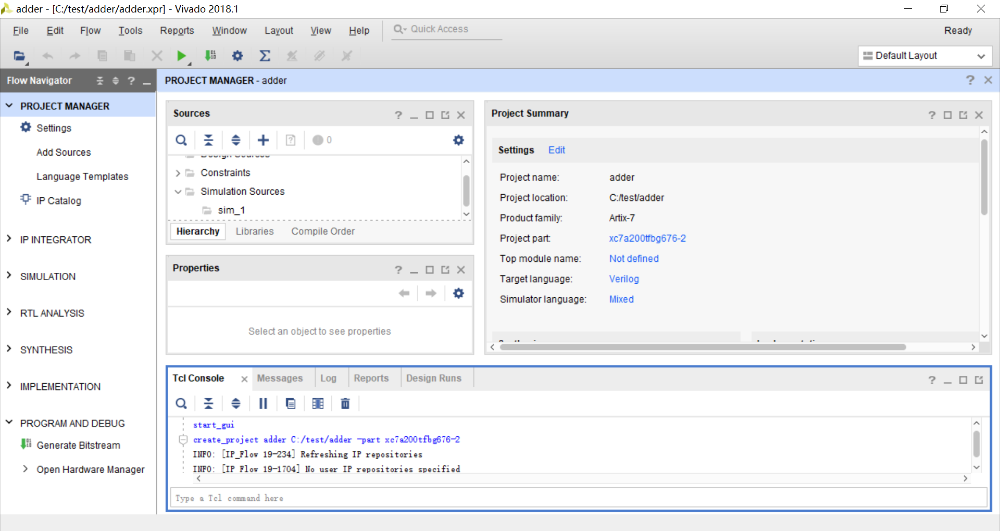 adder - [C:/test/adder/adder.xpr] - Vivado 2018.1
File Edit Flow Tools Reports Window Layout View Help Quick Access Ready
Default Layout
Flow Navigator
PROJECT MANAGER
Settings
Add Sources
Language Templates
IP Catalog
IP INTEGRATOR
SIMULATION
RTL ANALYSIS
SYNTHESIS
IMPLEMENTATION
PROGRAM AND DEBUG
Generate Bitstream
Open Hardware Manager
PROJECT MANAGER - adder
Sources
0
Design Sources
Constraints
Simulation Sources
sim_1
Hierarchy Libraries Compile Order
Properties
Select an object to see properties
Project Summary
Settings Edit
Project name: adder
Project location: C:/test/adder
Product family: Artix-7
Project part: xc7a200tfbg676-2
Top module name: Not defined
Target language: Verilog
Simulator language: Mixed
Tcl Console Messages Log Reports Design Runs
start_gui
create_project adder C:/test/adder -part xc7a200tfbg676-2
INFO: [IP_Flow 19-234] Refreshing IP repositories
INFO: [IP_Flow 19-1704] No user IP repositories specified
Type a Tcl command here